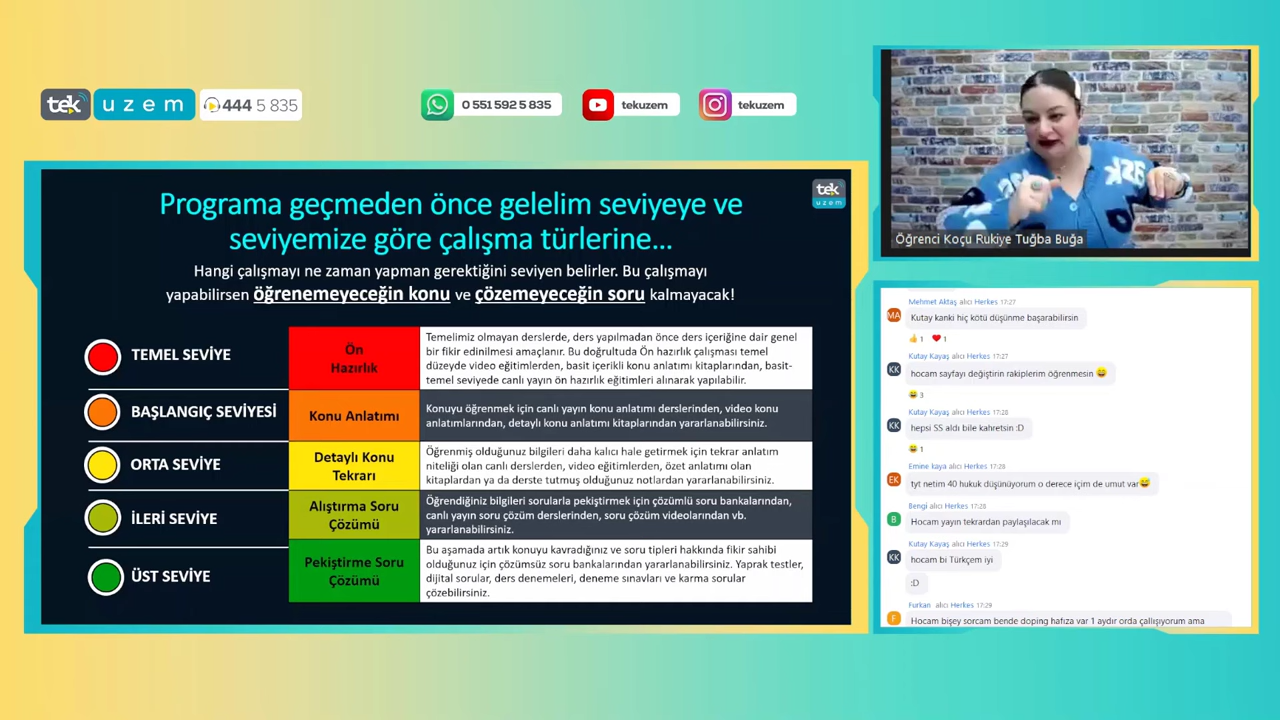 tek uzem 444 5 835
0 551 592 5 835
tekuzem
tekuzem
tek
uzem
Programa geçmeden önce gelelim seviyeye ve
seviyemize göre çalışma türlerine...
Hangi çalışmayı ne zaman yapman gerektiğini seviyen belirler. Bu çalışmayı
yapabilirsen öğrenemeyeceğin konu ve çözemeyeceğin soru kalmayacak!
TEMEL SEVİYE
Ön
Hazırlık
Temelimiz olmayan derslerde, ders yapılmadan önce ders içeriğine dair genel
bir fikir edinilmesi amaçlanır. Bu doğrultuda Ön hazırlık çalışması temel
düzeyde video eğitimlerden, basit içerikli konu anlatımı kitaplarından, basit-
temel seviyede canlı yayın ön hazırlık eğitimleri alınarak yapılabilir.
BAŞLANGIÇ SEVİYESİ
Konu Anlatımı
Konuyu öğrenmek için canlı yayın konu anlatımı derslerinden, video konu
anlatımlarından, detaylı konu anlatımı kitaplarından yararlanabilirsiniz.
ORTA SEVİYE
Detaylı Konu
Tekrarı
Öğrenmiş olduğunuz bilgileri daha kalıcı hale getirmek için tekrar anlatım
niteliği olan canlı derslerden, video eğitimlerden, özet anlatımı olan
kitaplardan ya da derste tutmuş olduğunuz notlardan yararlanabilirsiniz.
İLERİ SEVİYE
Alıştırma Soru
Çözümü
Öğrendiğiniz bilgileri sorularla pekiştirmek için çözümlü soru bankalarından,
canlı yayın soru çözüm derslerinden, soru çözüm videolarından vb.
yararlanabilirsiniz.
ÜST SEVİYE
Pekiştirme Soru
Çözümü
Bu aşamada artık konuyu kavradığınız ve soru tipleri hakkında fikir sahibi
olduğunuz için çözümsüz soru bankalarından yararlanabilirsiniz. Yaprak testler,
dijital sorular, ders denemeleri, deneme sınavları ve karma sorular
çözebilirsiniz.
Öğrenci Koçu Rukiye Tuğba Buğa
Mehmet Aktaş alıcı Herkes 17:27
MA
Kutay kanki hiç kötü düşünme başarabilirsin
👍1 ❤️1
Kutay Kayaş alıcı Herkes 17:27
KK
hocam sayfayı değiştirin rakiplerim öğrenmesin 😄
😄 3
Kutay Kayaş alıcı Herkes 17:28
KK
hepsi SS aldı bile kahretsin :D
😄 1
Emine kaya alıcı Herkes 17:28
EK
tyt netim 40 hukuk düşünüyorum o derece içim de umut var😅
Bengi alıcı Herkes 17:28
B
Hocam yayın tekrardan paylaşılacak mı
Kutay Kayaş alıcı Herkes 17:29
KK
hocam bi Türkçem iyi
:D
Furkan alıcı Herkes 17:29
F
Hocam bişey sorcam bende doping hafıza var 1 aydır orda çallışıyorum ama